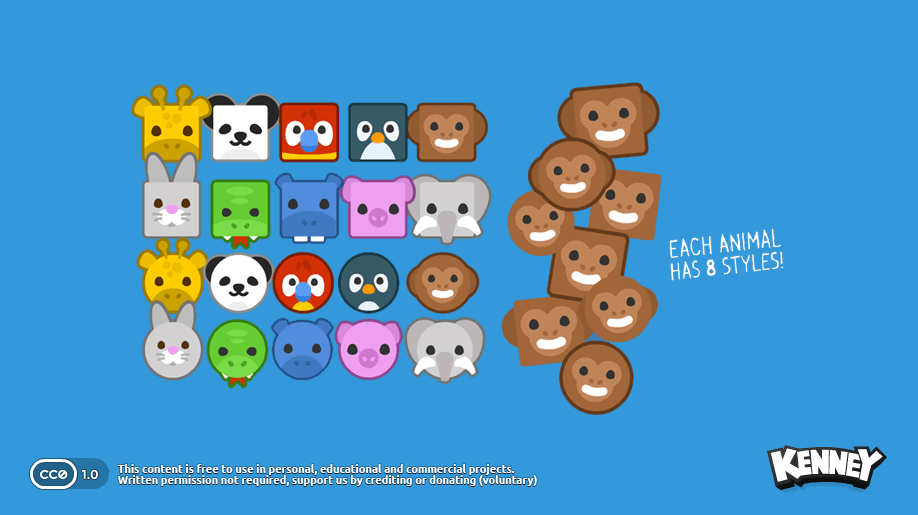 EACH ANIMAL
HAS 8 STYLES!
CC0 1.0
This content is free to use in personal, educational and commercial projects.
Written permission not required, support us by crediting or donating (voluntary)
KENNEY